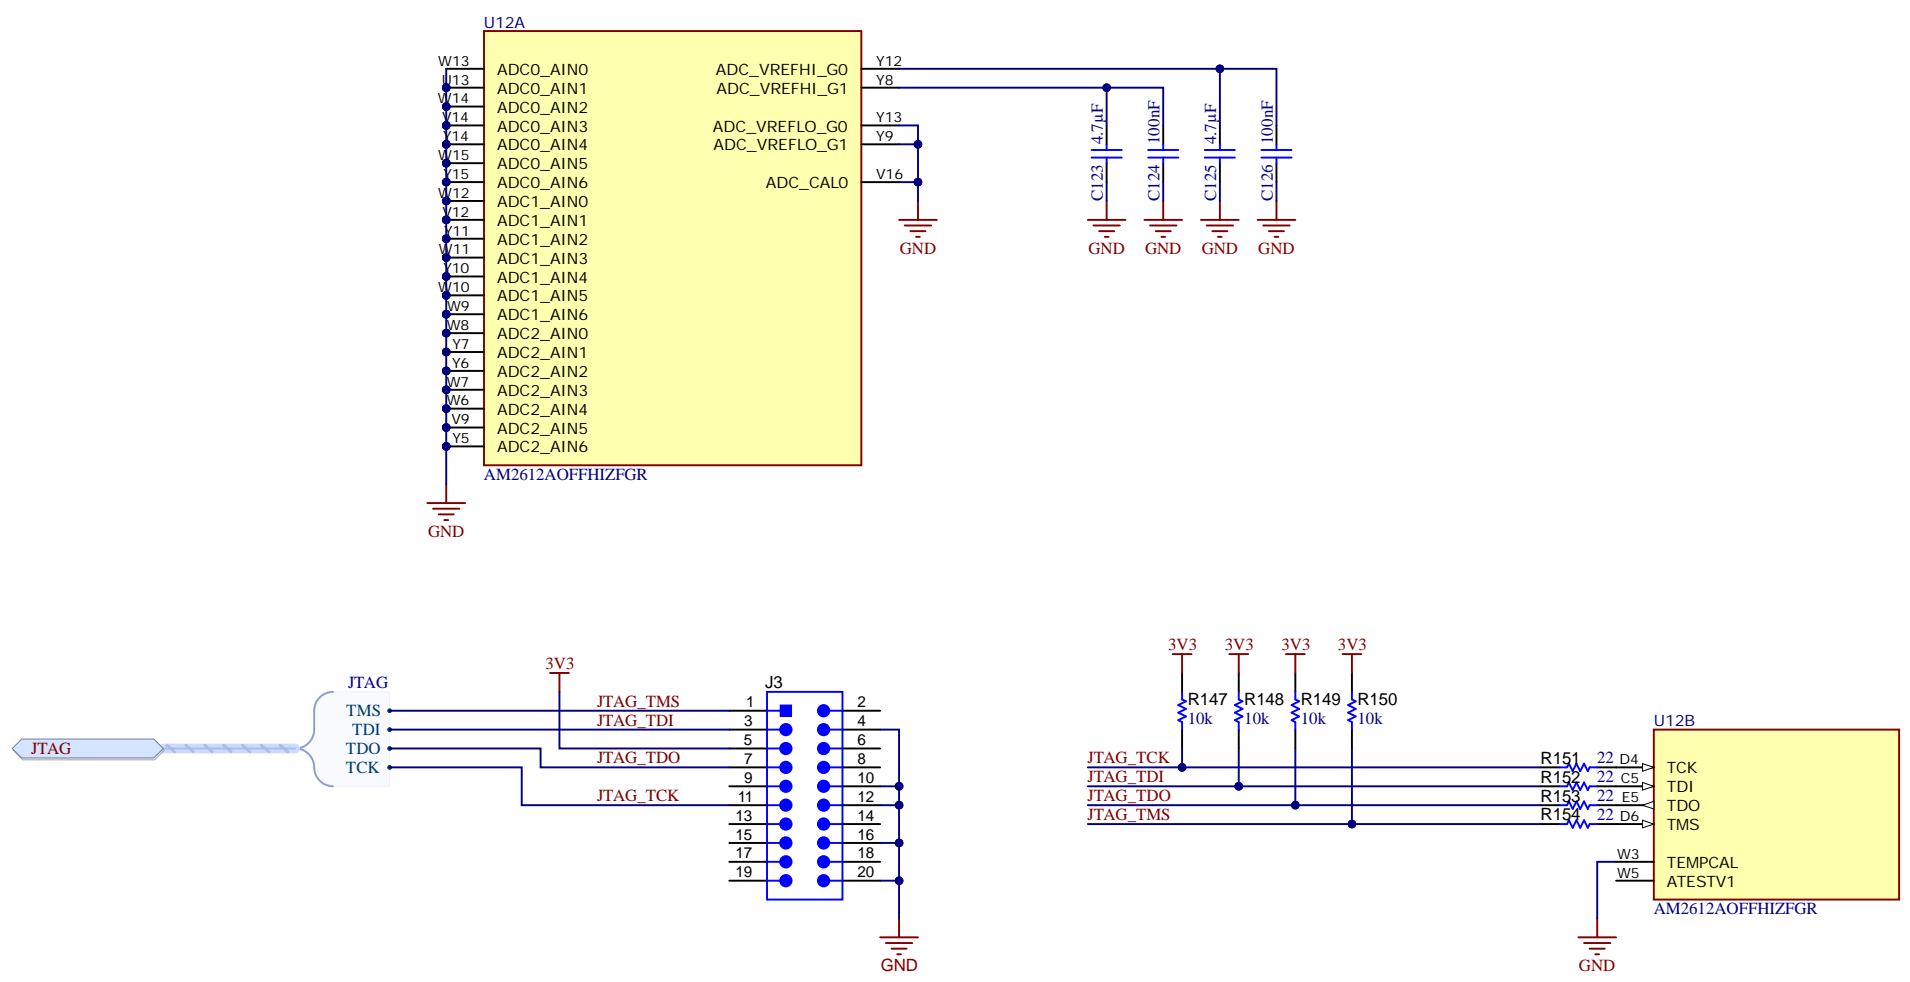 U12A
W13 ADC0_AIN0
U13 ADC0_AIN1
W14 ADC0_AIN2
V14 ADC0_AIN3
Y14 ADC0_AIN4
W15 ADC0_AIN5
Y15 ADC0_AIN6
W12 ADC1_AIN0
V12 ADC1_AIN1
Y11 ADC1_AIN2
W11 ADC1_AIN3
Y10 ADC1_AIN4
W10 ADC1_AIN5
W9 ADC1_AIN6
W8 ADC2_AIN0
Y7 ADC2_AIN1
Y6 ADC2_AIN2
W7 ADC2_AIN3
W6 ADC2_AIN4
V9 ADC2_AIN5
Y5 ADC2_AIN6
ADC_VREFHI_G0 Y12
ADC_VREFHI_G1 Y8
ADC_VREFLO_G0 Y13
ADC_VREFLO_G1 Y9
ADC_CAL0 V16
AM2612AOFFHIZFGR
GND
GND
C123 4.7µF
C124 100nF
C125 4.7µF
C126 100nF
GND GND GND GND
JTAG
JTAG
TMS
TDI
TDO
TCK
3V3
JTAG_TMS
JTAG_TDI
JTAG_TDO
JTAG_TCK
J3
1 2
3 4
5 6
7 8
9 10
11 12
13 14
15 16
17 18
19 20
GND
3V3 3V3 3V3 3V3
R147 R148 R149 R150
10k 10k 10k 10k
JTAG_TCK R151 22 D4 TCK
JTAG_TDI R152 22 C5 TDI
JTAG_TDO R153 22 E5 TDO
JTAG_TMS R154 22 D6 TMS
U12B
W3 TEMPCAL
W5 ATESTV1
AM2612AOFFHIZFGR
GND